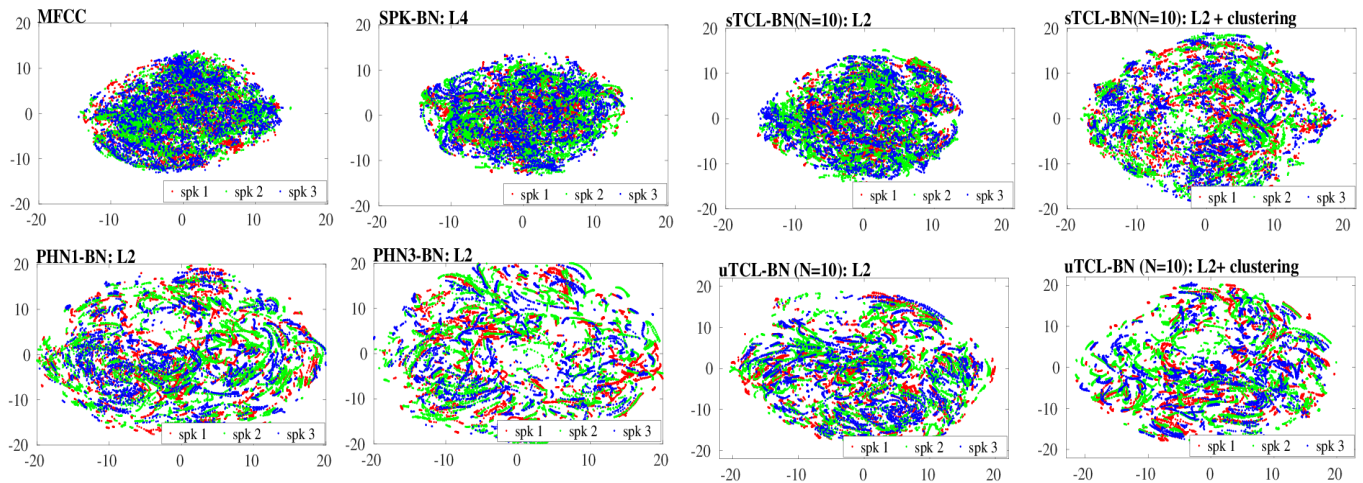 MFCC
20
10
0
-10
-20
spk 1 spk 2 spk 3
-20 -10 0 10 20
SPK-BN: L4
20
10
0
-10
-20
spk 1 spk 2 spk 3
-20 -10 0 10 20
sTCL-BN(N=10): L2
20
10
0
-10
-20
spk 1 spk 2 spk 3
-20 -10 0 10 20
sTCL-BN(N=10): L2 + clustering
20
10
0
-10
-20
spk 1 spk 2 spk 3
-20 -10 0 10 20
PHN1-BN: L2
20
10
0
-10
-20
spk 1 spk 2 spk 3
-20 -10 0 10 20
PHN3-BN: L2
20
10
0
-10
-20
spk 1 spk 2 spk 3
-20 -10 0 10 20
uTCL-BN (N=10): L2
20
10
0
-10
-20
spk 1 spk 2 spk 3
-20 -10 0 10 20
uTCL-BN (N=10): L2+ clustering
20
10
0
-10
-20
spk 1 spk 2 spk 3
-20 -10 0 10 20